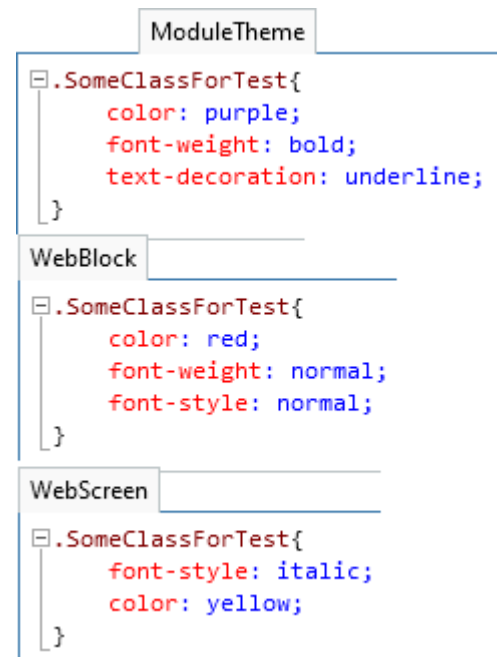 ModuleTheme
.SomeClassForTest{
color: purple;
font-weight: bold;
text-decoration: underline;
}
WebBlock
.SomeClassForTest{
color: red;
font-weight: normal;
font-style: normal;
}
WebScreen
.SomeClassForTest{
font-style: italic;
color: yellow;
}